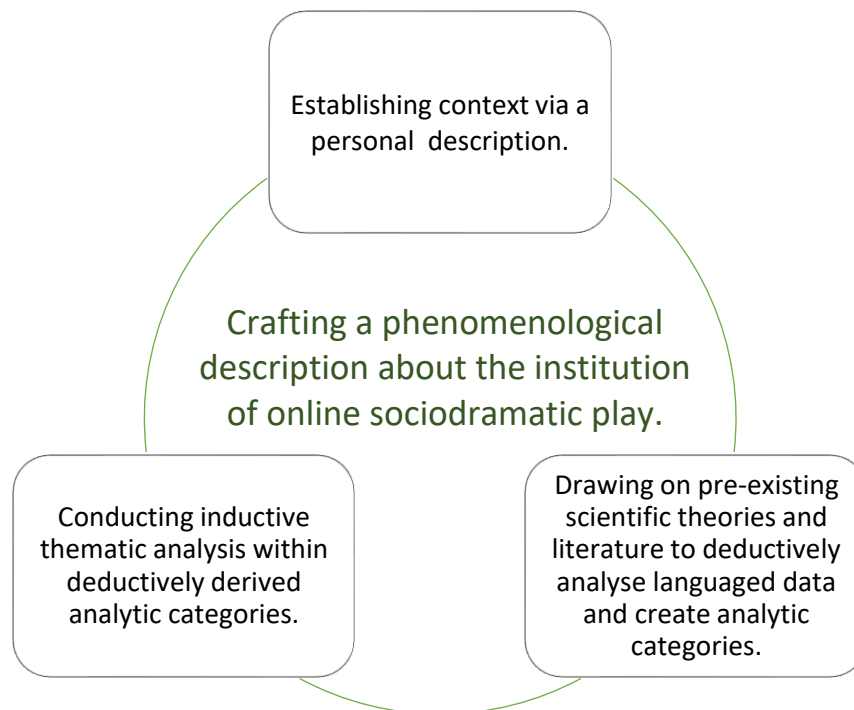 Establishing context via a
personal description.
Crafting a phenomenological
description about the institution
of online sociodramatic play.
Conducting inductive
thematic analysis within
deductively derived
analytic categories.
Drawing on pre-existing
scientific theories and
literature to deductively
analyse languaged data
and create analytic
categories.